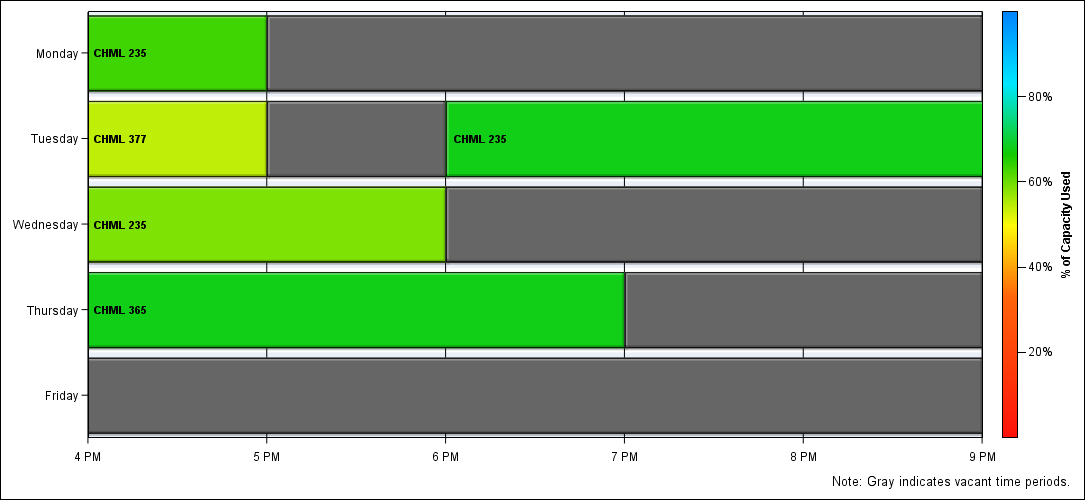 Monday
CHML 235
Tuesday
CHML 377
CHML 235
Wednesday
CHML 235
Thursday
CHML 365
Friday
4 PM
5 PM
6 PM
7 PM
8 PM
9 PM
80%
60%
40%
20%
% of Capacity Used
Note: Gray indicates vacant time periods.